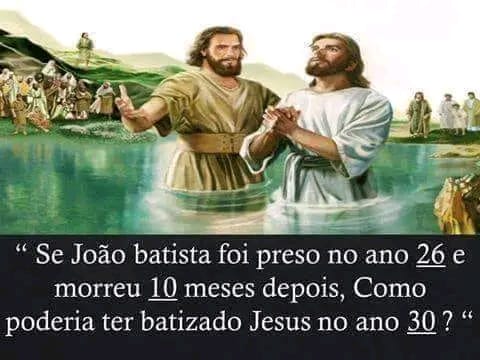 “ Se João batista foi preso no ano 26 e
morreu 10 meses depois, Como
poderia ter batizado Jesus no ano 30 ? “